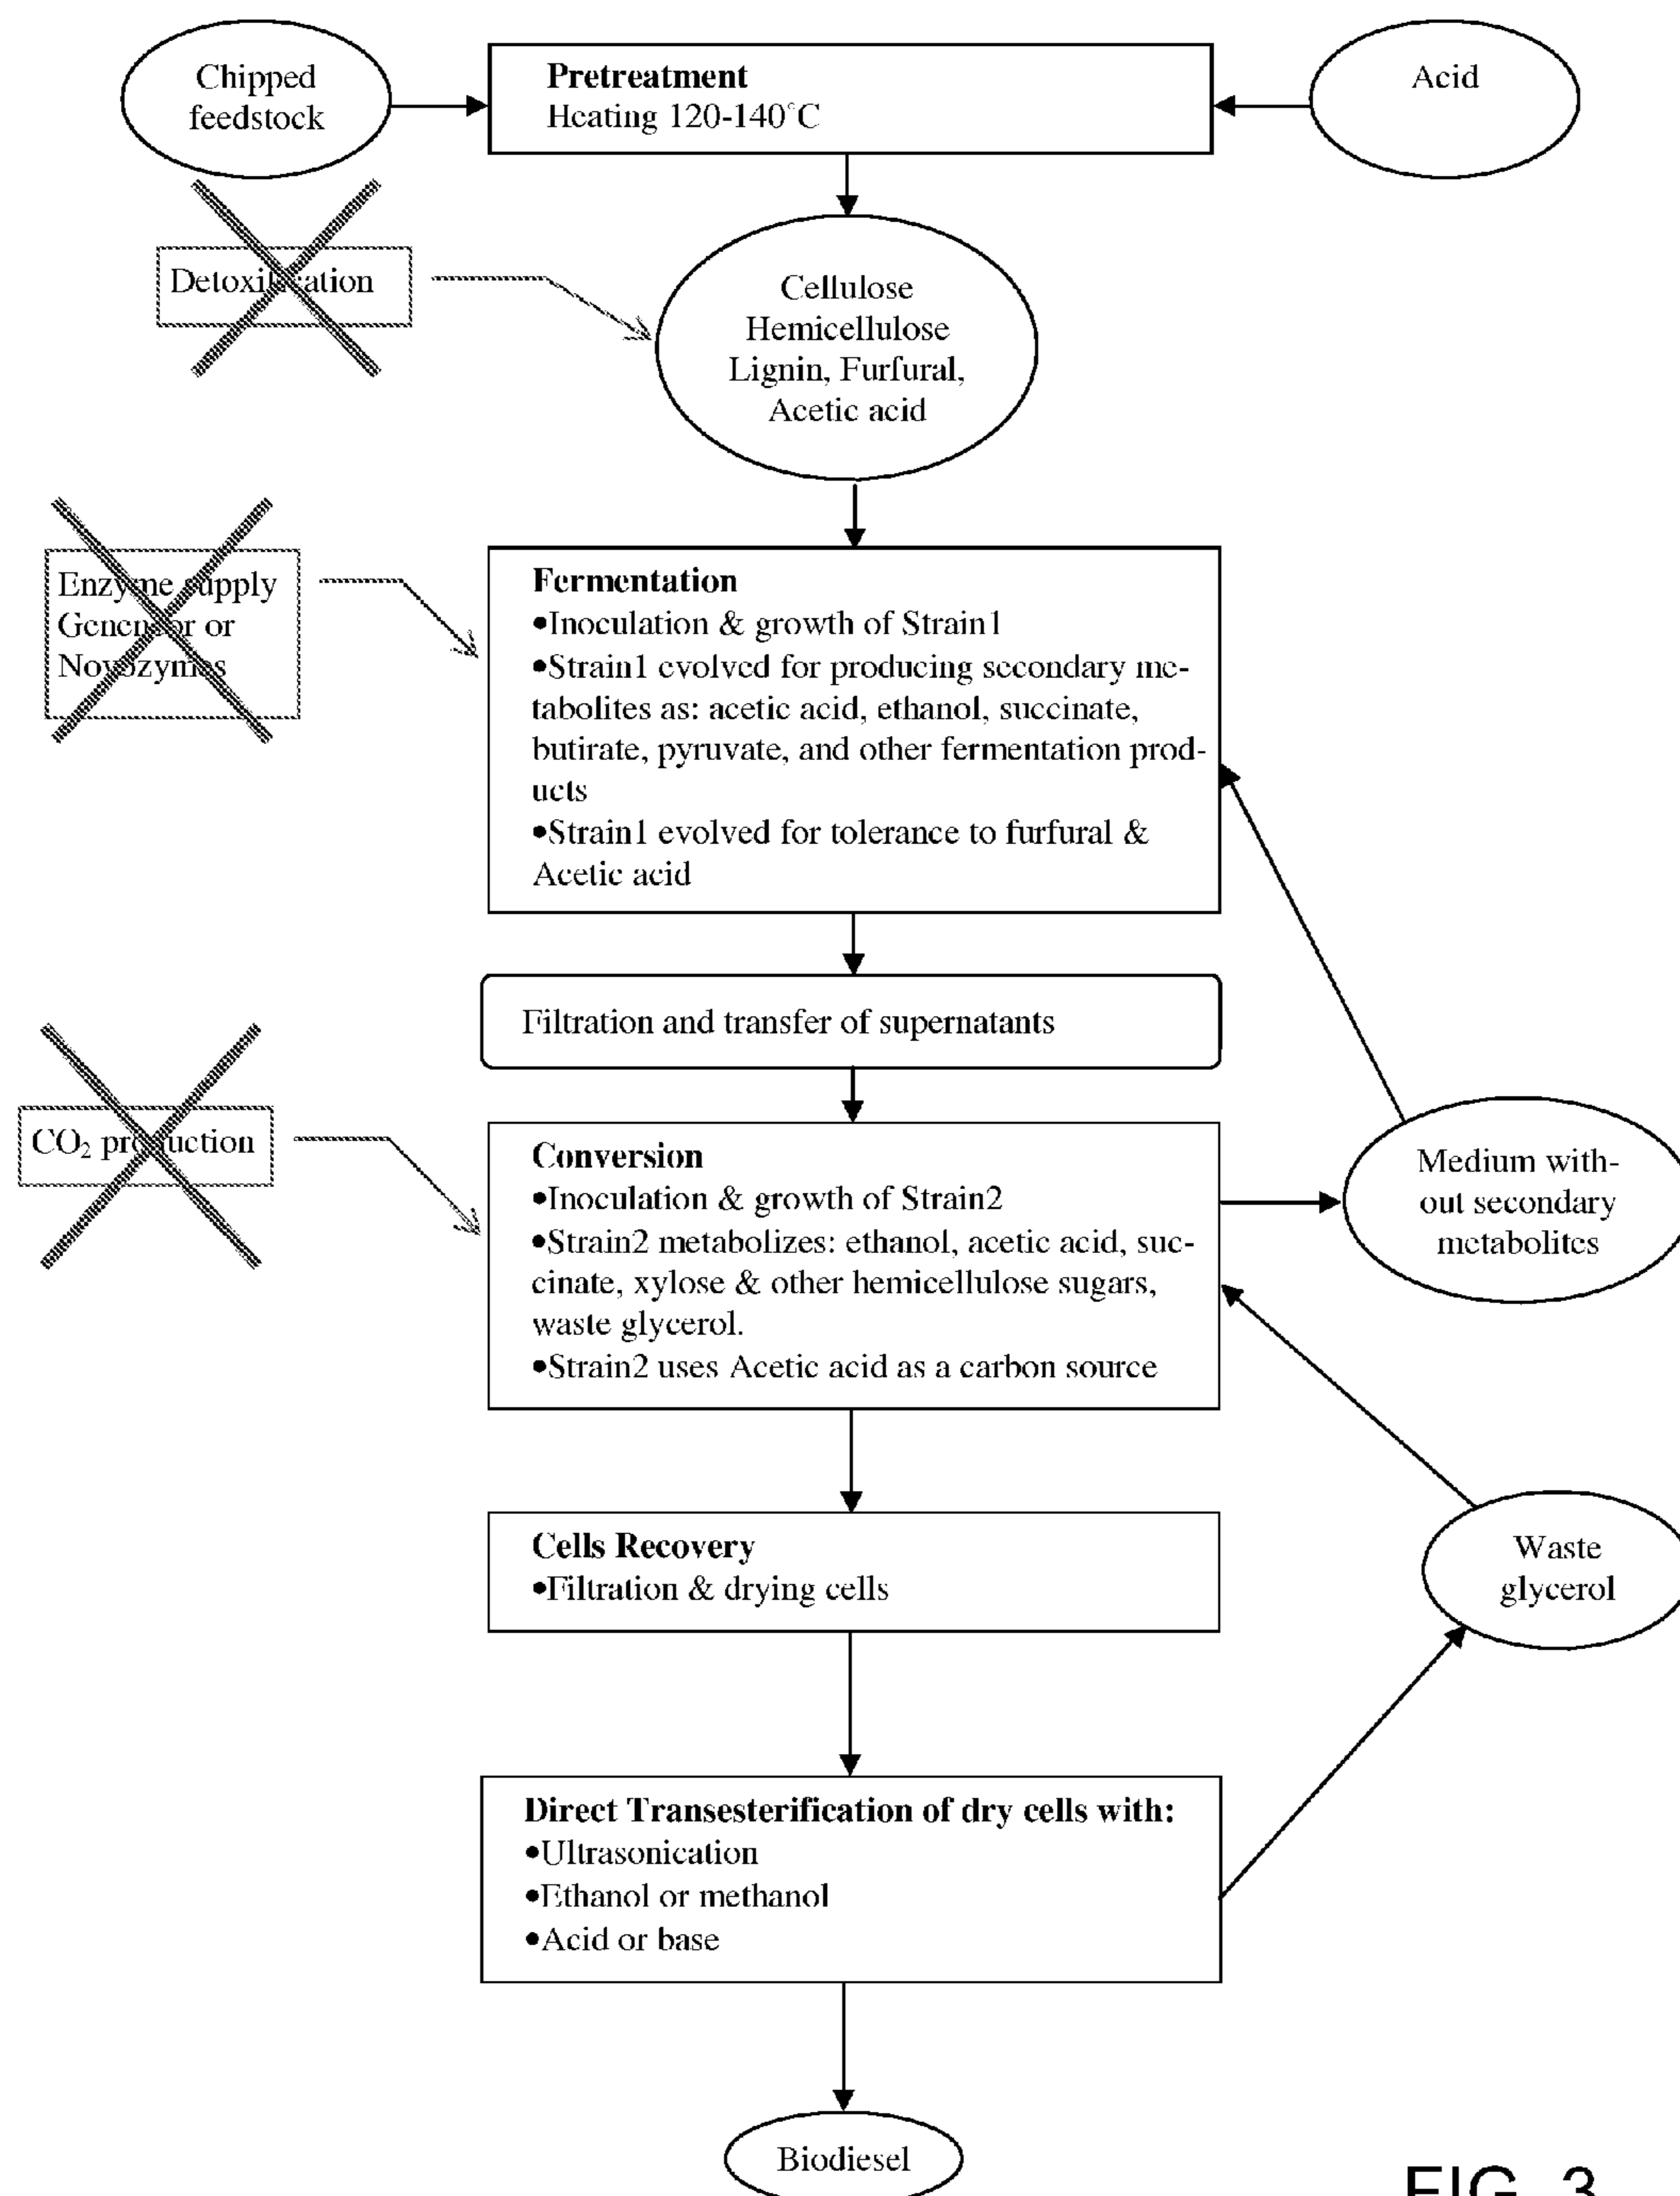 Chipped
feedstock
Pretreatment
Heating 120-140°C
Acid
Detoxification
Cellulose
Hemicellulose
Lignin, Furfural,
Acetic acid
Enzyme supply
Genencor or
Novozymes
Fermentation
•Inoculation & growth of Strain1
•Strain1 evolved for producing secondary me-
tabolites as: acetic acid, ethanol, succinate,
butirate, pyruvate, and other fermentation prod-
ucts
•Strain1 evolved for tolerance to furfural &
Acetic acid
Filtration and transfer of supernatants
CO₂ production
Conversion
•Inoculation & growth of Strain2
•Strain2 metabolizes: ethanol, acetic acid, suc-
cinate, xylose & other hemicellulose sugars,
waste glycerol.
•Strain2 uses Acetic acid as a carbon source
Medium with-
out secondary
metabolites
Cells Recovery
•Filtration & drying cells
Waste
glycerol
Direct Transesterification of dry cells with:
•Ultrasonication
•Ethanol or methanol
•Acid or base
Biodiesel
FIG. 3